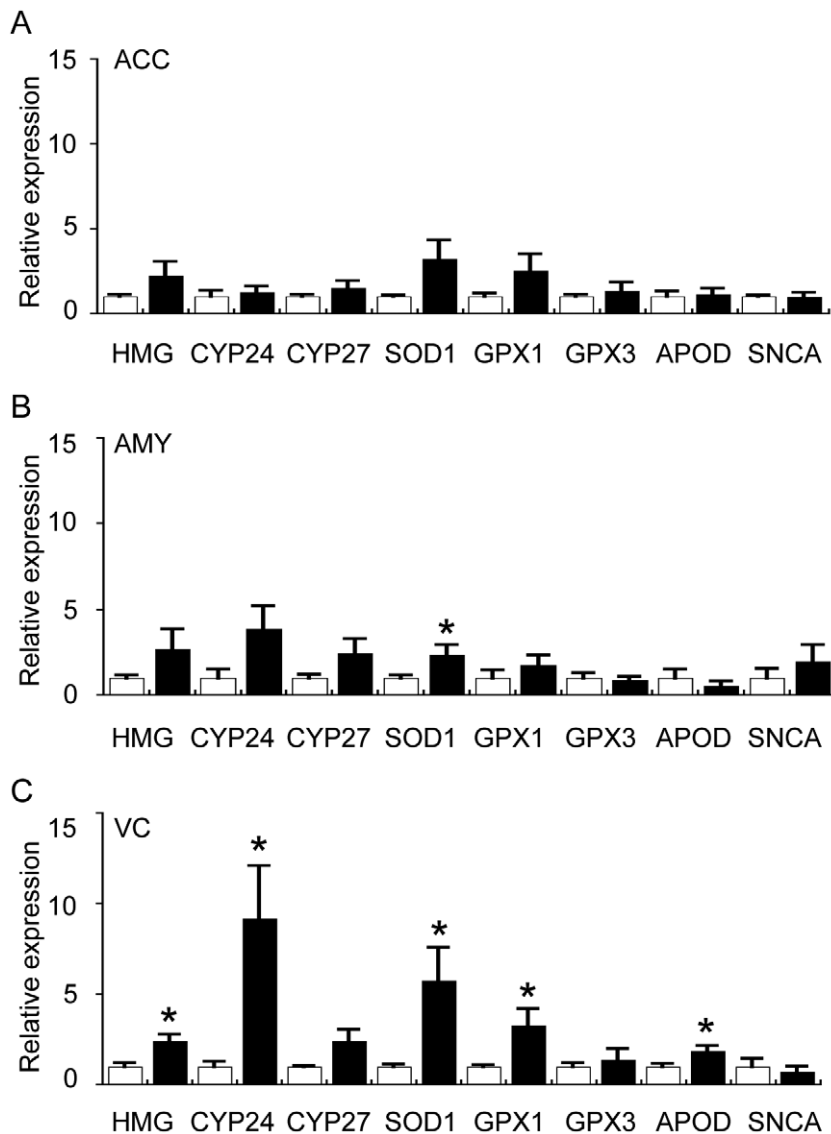 A
15
ACC
10
5
0
Relative expression
HMG CYP24 CYP27 SOD1 GPX1 GPX3 APOD SNCA
B
15
AMY
10
5
0
Relative expression
*
HMG CYP24 CYP27 SOD1 GPX1 GPX3 APOD SNCA
C
15
VC
10
5
0
Relative expression
* * * * *
HMG CYP24 CYP27 SOD1 GPX1 GPX3 APOD SNCA